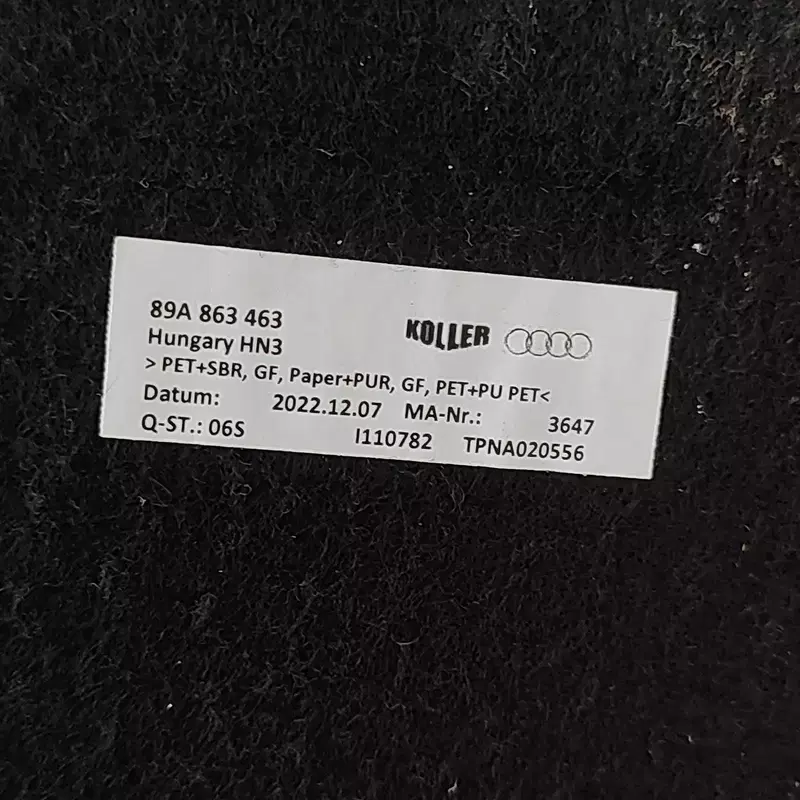 89A 863 463
Hungary HN3
KOLLER
> PET+SBR, GF, Paper+PUR, GF, PET+PU PET<
Datum: 2022.12.07 MA-Nr.: 3647
Q-ST.: 06S I110782 TPNA020556